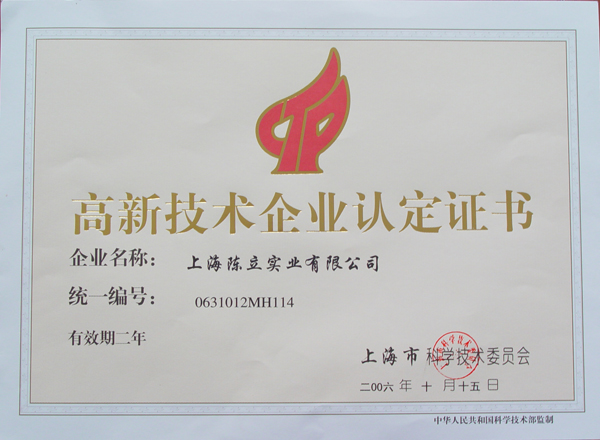 高新技术企业认定证书
企业名称: 上海陈立实业有限公司
统一编号: 0631012MH114
有效期二年
上海市科学技术委员会
二00六年十月十五日
中华人民共和国科学技术部监制